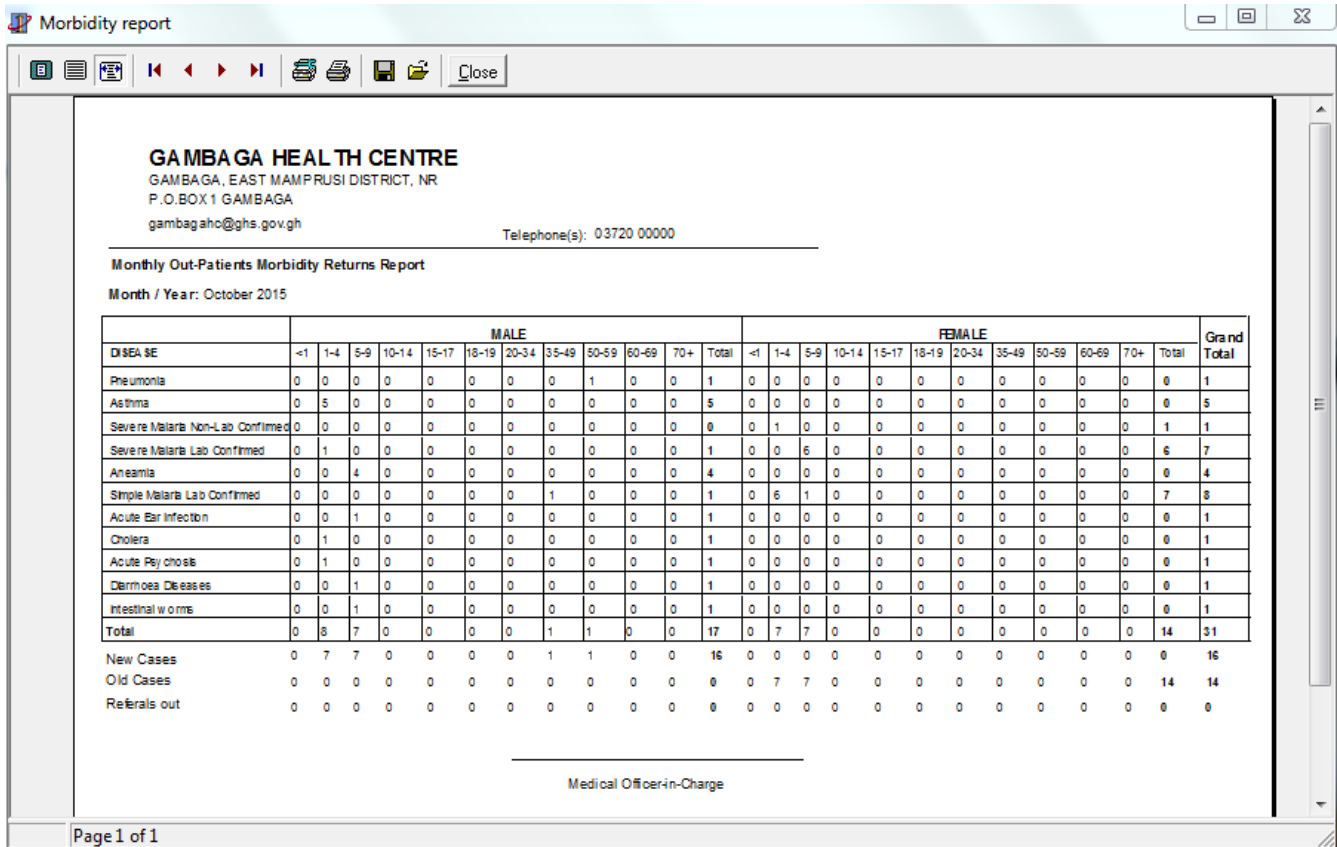 Morbidity report
Close
GAMBAGA HEALTH CENTRE
GAMBAGA, EAST MAMPRUSI DISTRICT, NR
P.O.BOX 1 GAMBAGA
gambagahc@ghs.gov.gh
Telephone(s): 03720 00000
Monthly Out-Patients Morbidity Returns Report
Month / Year: October 2015
MALE FEMALE Grand
DISEASE <1 1-4 5-9 10-14 15-17 18-19 20-34 35-49 50-59 60-69 70+ Total <1 1-4 5-9 10-14 15-17 18-19 20-34 35-49 50-59 60-69 70+ Total Total
Pneumonia 0 0 0 0 0 0 0 0 1 0 0 1 0 0 0 0 0 0 0 0 0 0 0 0 1
Asthma 0 5 0 0 0 0 0 0 0 0 0 5 0 0 0 0 0 0 0 0 0 0 0 0 5
Severe Malaria Non-Lab Confirmed 0 0 0 0 0 0 0 0 0 0 0 0 0 1 0 0 0 0 0 0 0 0 0 1 1
Severe Malaria Lab Confirmed 0 1 0 0 0 0 0 0 0 0 0 1 0 0 6 0 0 0 0 0 0 0 0 6 7
Aneamia 0 0 4 0 0 0 0 0 0 0 0 4 0 0 0 0 0 0 0 0 0 0 0 0 4
Simple Malaria Lab Confirmed 0 0 0 0 0 0 0 1 0 0 0 1 0 6 1 0 0 0 0 0 0 0 0 7 8
Acute Ear Infection 0 0 1 0 0 0 0 0 0 0 0 1 0 0 0 0 0 0 0 0 0 0 0 0 1
Cholera 0 1 0 0 0 0 0 0 0 0 0 1 0 0 0 0 0 0 0 0 0 0 0 0 1
Acute Psychosis 0 1 0 0 0 0 0 0 0 0 0 1 0 0 0 0 0 0 0 0 0 0 0 0 1
Diarrhoea Diseases 0 0 1 0 0 0 0 0 0 0 0 1 0 0 0 0 0 0 0 0 0 0 0 0 1
Intestinal worms 0 0 1 0 0 0 0 0 0 0 0 1 0 0 0 0 0 0 0 0 0 0 0 0 1
Total 0 8 7 0 0 0 0 1 1 0 0 17 0 7 7 0 0 0 0 0 0 0 0 14 31
New Cases 0 7 7 0 0 0 0 1 1 0 0 16 0 0 0 0 0 0 0 0 0 0 0 0 16
Old Cases 0 0 0 0 0 0 0 0 0 0 0 0 0 7 7 0 0 0 0 0 0 0 0 14 14
Referals out 0 0 0 0 0 0 0 0 0 0 0 0 0 0 0 0 0 0 0 0 0 0 0 0 0
Medical Officer-in-Charge
Page 1 of 1